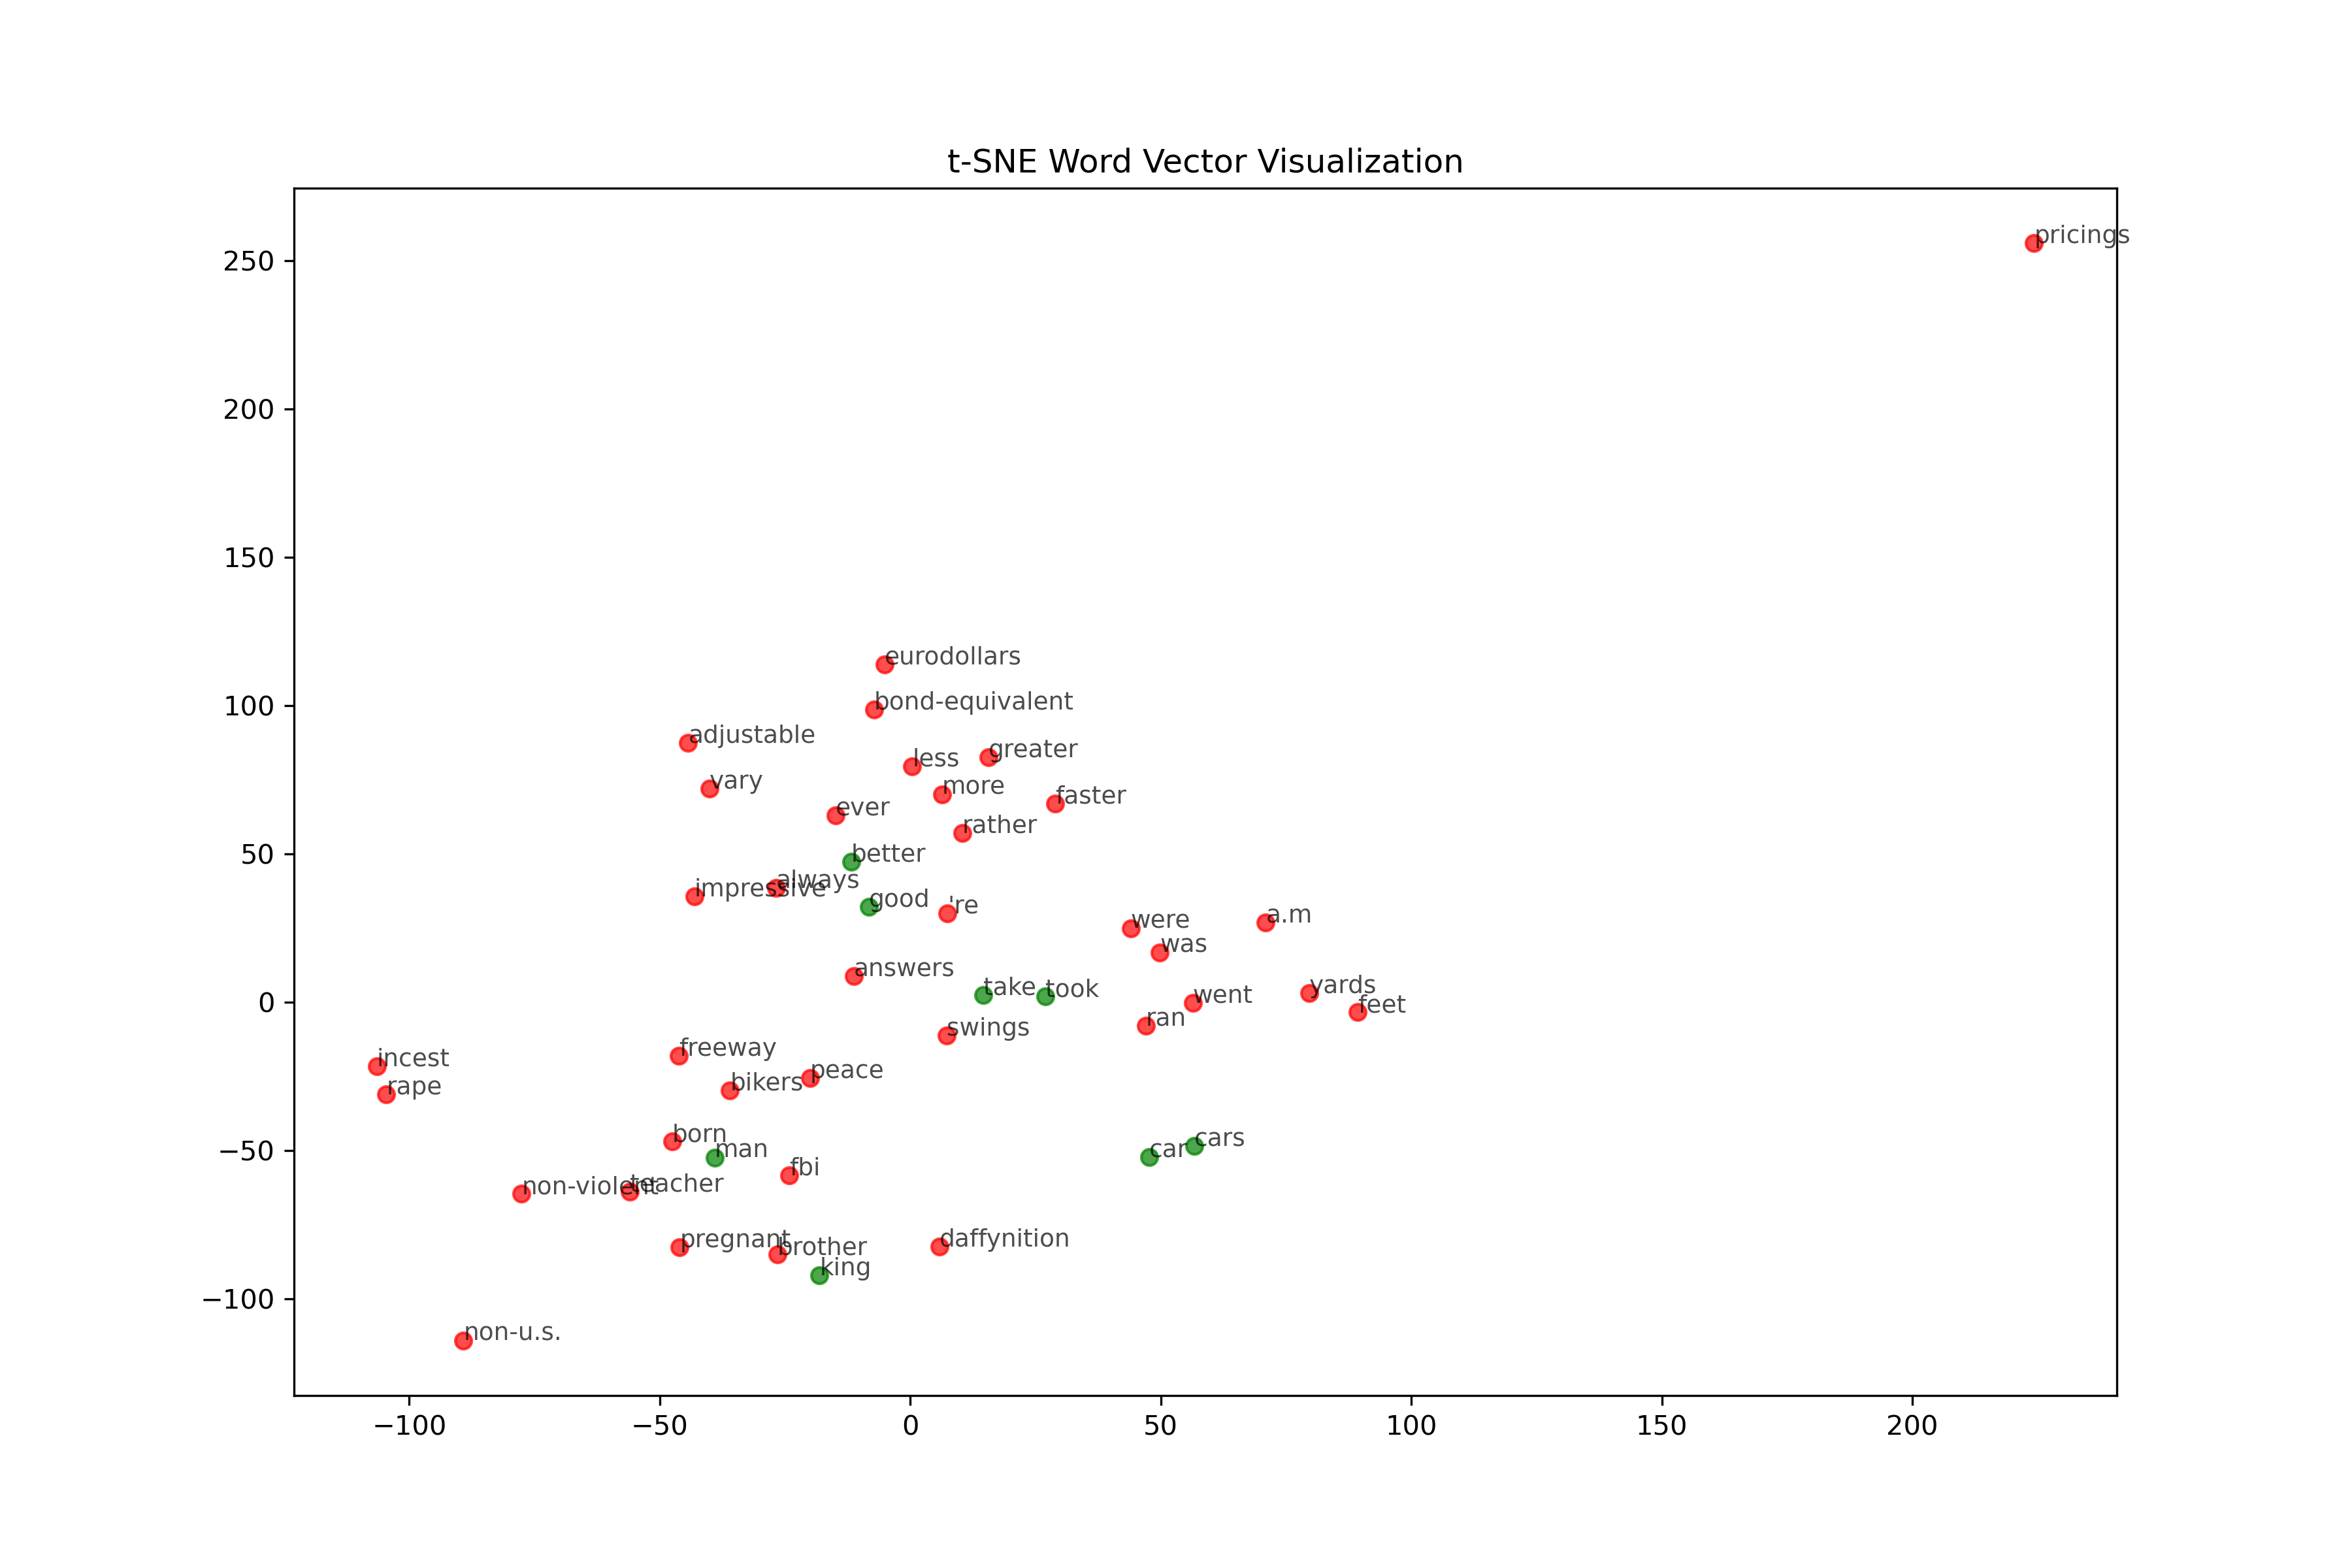 t-SNE Word Vector Visualization
pricings
250
200
150
eurodollars
bond-equivalent
100
adjustable
greater
less
vary
more
faster
ever
rather
better
50
always
impressive
good
're
were
a.m
was
answers
take
took
yards
0
went
feet
ran
swings
freeway
incest
peace
bikers
rape
born
cars
man
car
−50
fbi
teacher
non-violent
pregnant
daffynition
brother
king
−100
non-u.s.
−100
−50
0
50
100
150
200